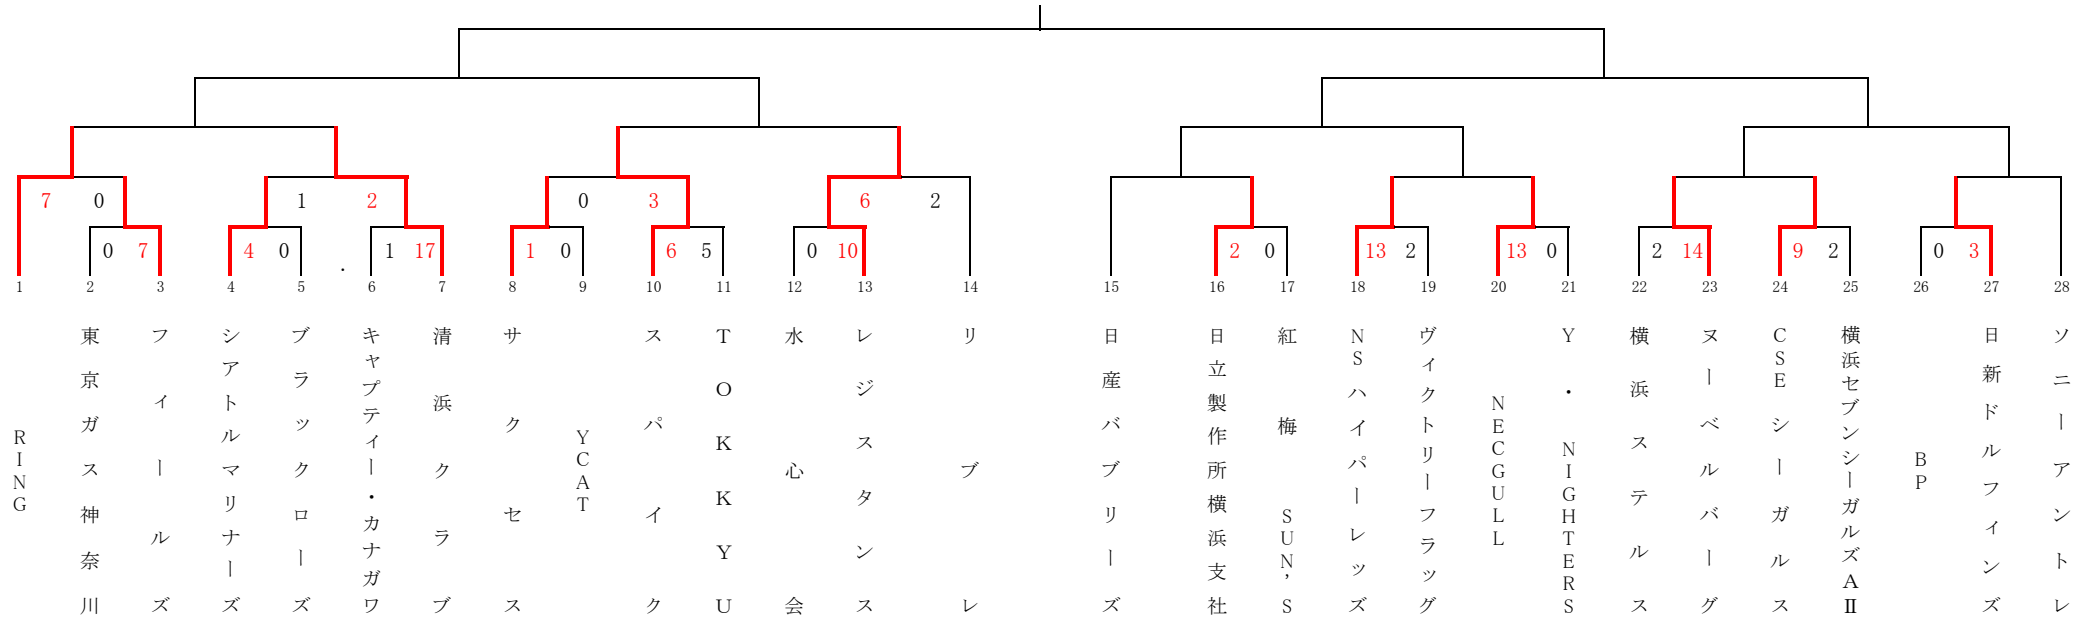 7 0 1 2 0 3 6 2
0 7 4 0 . 1 17 1 0 6 5 0 10 2 0 13 2 13 0 2 14 9 2 0 3
1 2 3 4 5 6 7 8 9 10 11 12 13 14 15 16 17 18 19 20 21 22 23 24 25 26 27 28
RING
東京ガス神奈川
フィールズ
シアトルマリナーズ
ブラックローズ
キャプティー・カナガワ
清浜クラブ
サクセス
YCAT
スパイク
TOKKYU
水心会
レジスタンス
リブレ
日産バブリーズ
日立製作所横浜支社
紅梅 SUN’S
NSハイパーレッズ
ヴィクトリーフラッグ
NECGULL
Y・NIGHTERS
横浜ステルス
ヌーベルバーグ
CSEシーガルス
横浜セブンシーガルズAⅡ
BP
日新ドルフィンズ
ソニーアントレ